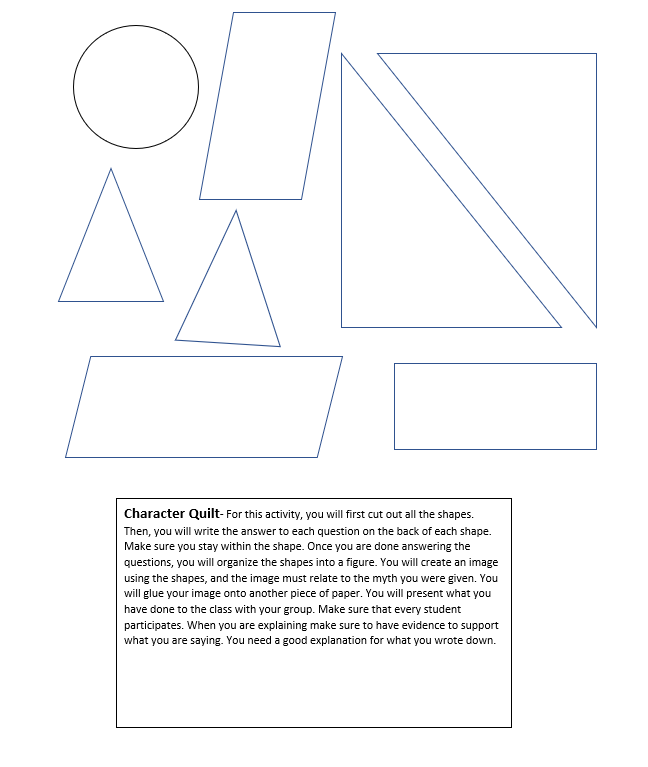 Character Quilt- For this activity, you will first cut out all the shapes.
Then, you will write the answer to each question on the back of each shape.
Make sure you stay within the shape. Once you are done answering the
questions, you will organize the shapes into a figure. You will create an image
using the shapes, and the image must relate to the myth you were given. You
will glue your image onto another piece of paper. You will present what you
have done to the class with your group. Make sure that every student
participates. When you are explaining make sure to have evidence to support
what you are saying. You need a good explanation for what you wrote down.